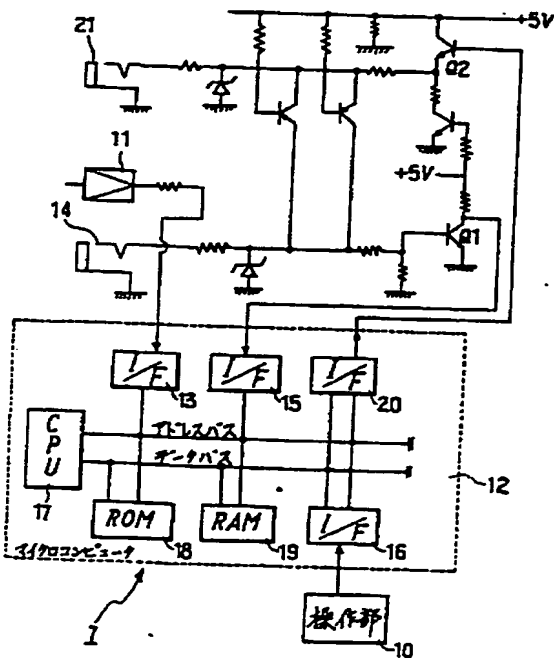 21
+5V
Q2
11
+5V
14
Q1
I/F
13
I/F
15
I/F
20
CPU
17
アドレスバス
データバス
12
ROM
18
RAM
19
I/F
16
マイクロコンピュータ
I
操作部
10